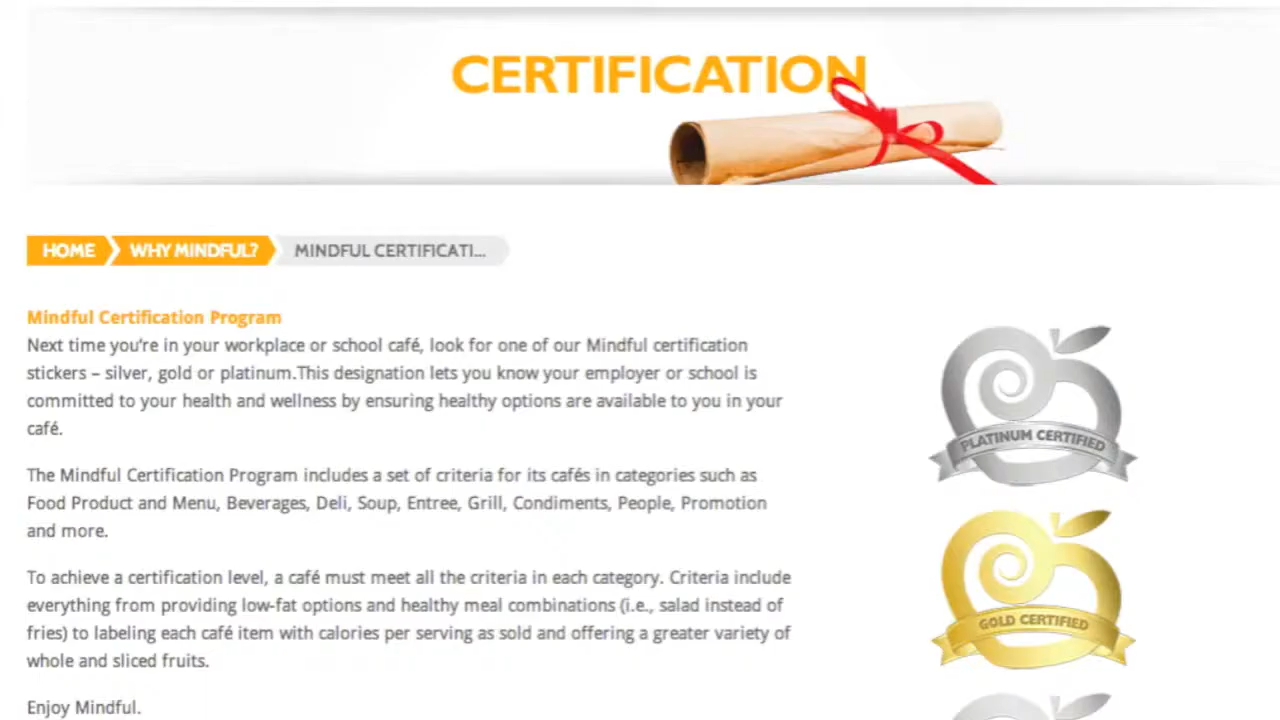 CERTIFICATION
HOME
WHY MINDFUL?
MINDFUL CERTIFICATI...
Mindful Certification Program
Next time you're in your workplace or school café, look for one of our Mindful certification
stickers – silver, gold or platinum.This designation lets you know your employer or school is
committed to your health and wellness by ensuring healthy options are available to you in your
café.
PLATINUM CERTIFIED
The Mindful Certification Program includes a set of criteria for its cafés in categories such as
Food Product and Menu, Beverages, Deli, Soup, Entree, Grill, Condiments, People, Promotion
and more.
To achieve a certification level, a café must meet all the criteria in each category. Criteria include
everything from providing low-fat options and healthy meal combinations (i.e., salad instead of
fries) to labeling each café item with calories per serving as sold and offering a greater variety of
whole and sliced fruits.
GOLD CERTIFIED
Enjoy Mindful.